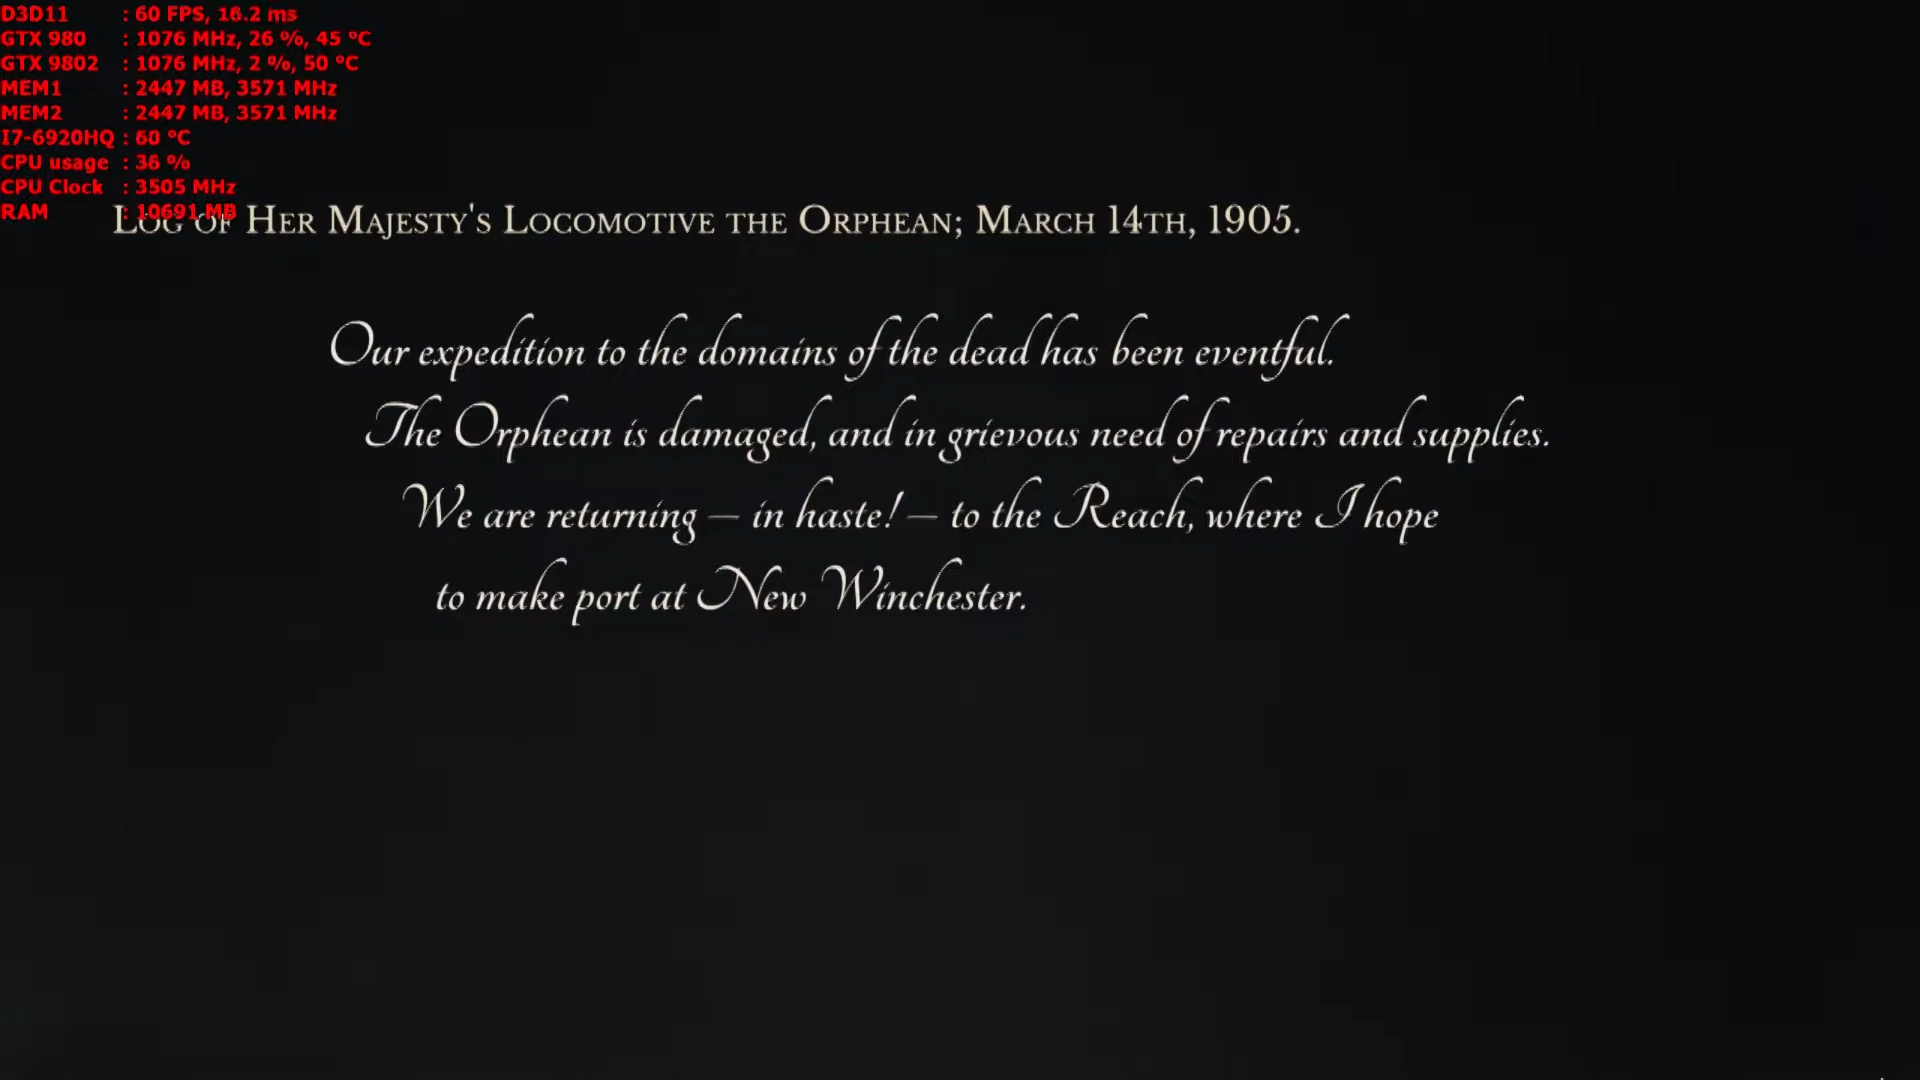 D3D11 : 60 FPS, 16.2 ms
GTX 980 : 1076 MHz, 26 %, 45 °C
GTX 9802 : 1076 MHz, 2 %, 50 °C
MEM1 : 2447 MB, 3571 MHz
MEM2 : 2447 MB, 3571 MHz
I7-6920HQ : 60 °C
CPU usage : 36 %
CPU Clock : 3505 MHz
RAM : 10691 MB
Log of Her Majesty's Locomotive the Orphean; March 14th, 1905.
Our expedition to the domains of the dead has been eventful.
The Orphean is damaged, and in grievous need of repairs and supplies.
We are returning – in haste! – to the Reach, where I hope
to make port at New Winchester.